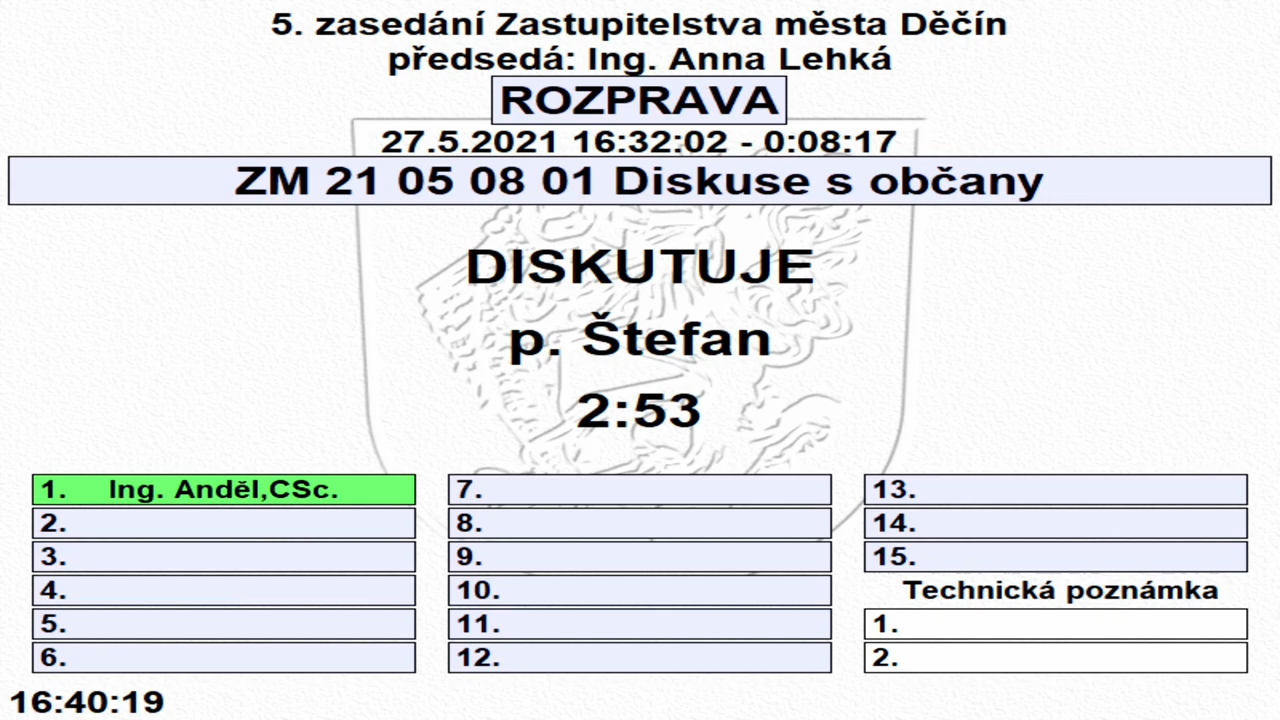 5. zasedání Zastupitelstva města Děčín
předsedá: Ing. Anna Lehká
ROZPRAVA
27.5.2021 16:32:02 - 0:08:17
ZM 21 05 08 01 Diskuse s občany
DISKUTUJE
p. Štefan
2:53
1. Ing. Anděl,CSc.
2.
3.
4.
5.
6.
7.
8.
9.
10.
11.
12.
13.
14.
15.
Technická poznámka
1.
2.
16:40:19